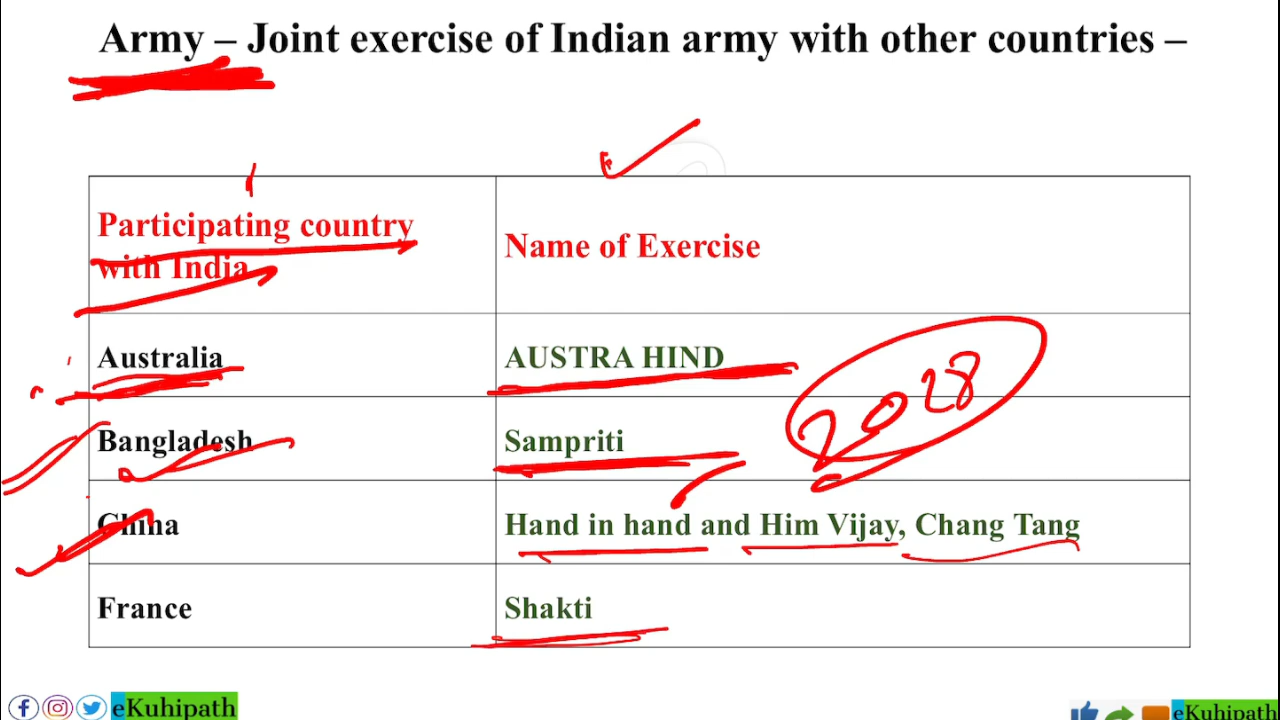 Army – Joint exercise of Indian army with other countries –
Participating country
with India
Name of Exercise
Australia
AUSTRA HIND
2028
Bangladesh
Sampriti
China
Hand in hand and Him Vijay, Chang Tang
France
Shakti
eKuhipath
eKuhipath